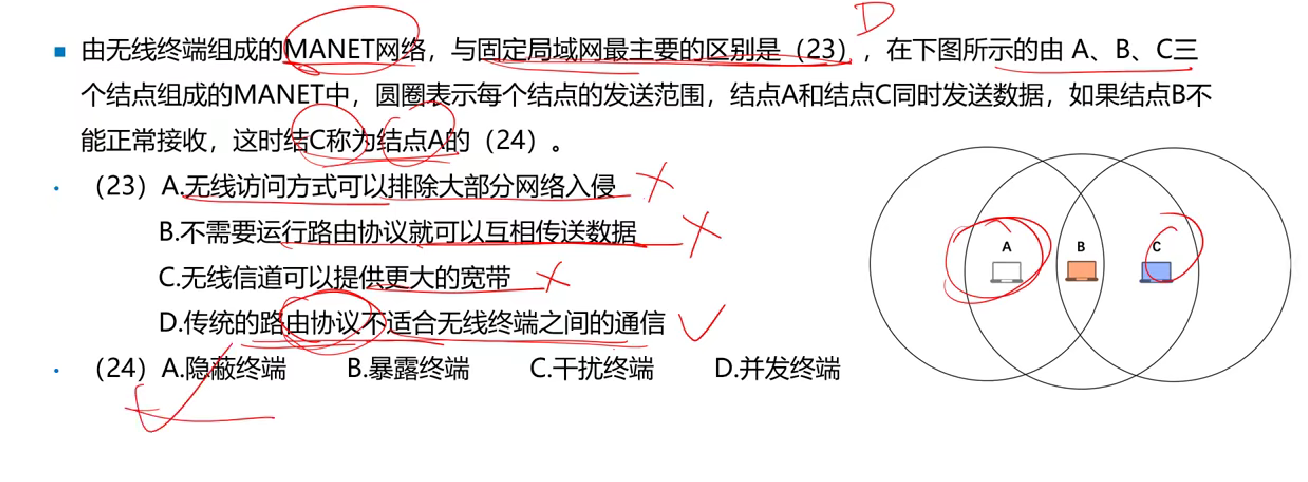 D
由无线终端组成的MANET网络，与固定局域网最主要的区别是（23），在下图所示的由 A、B、C三
个结点组成的MANET中，圆圈表示每个结点的发送范围，结点A和结点C同时发送数据，如果结点B不
能正常接收，这时结C称为结点A的（24）。
（23）A.无线访问方式可以排除大部分网络入侵
B.不需要运行路由协议就可以互相传送数据
C.无线信道可以提供更大的宽带
D.传统的路由协议不适合无线终端之间的通信
（24）A.隐蔽终端 B.暴露终端 C.干扰终端 D.并发终端
A B C